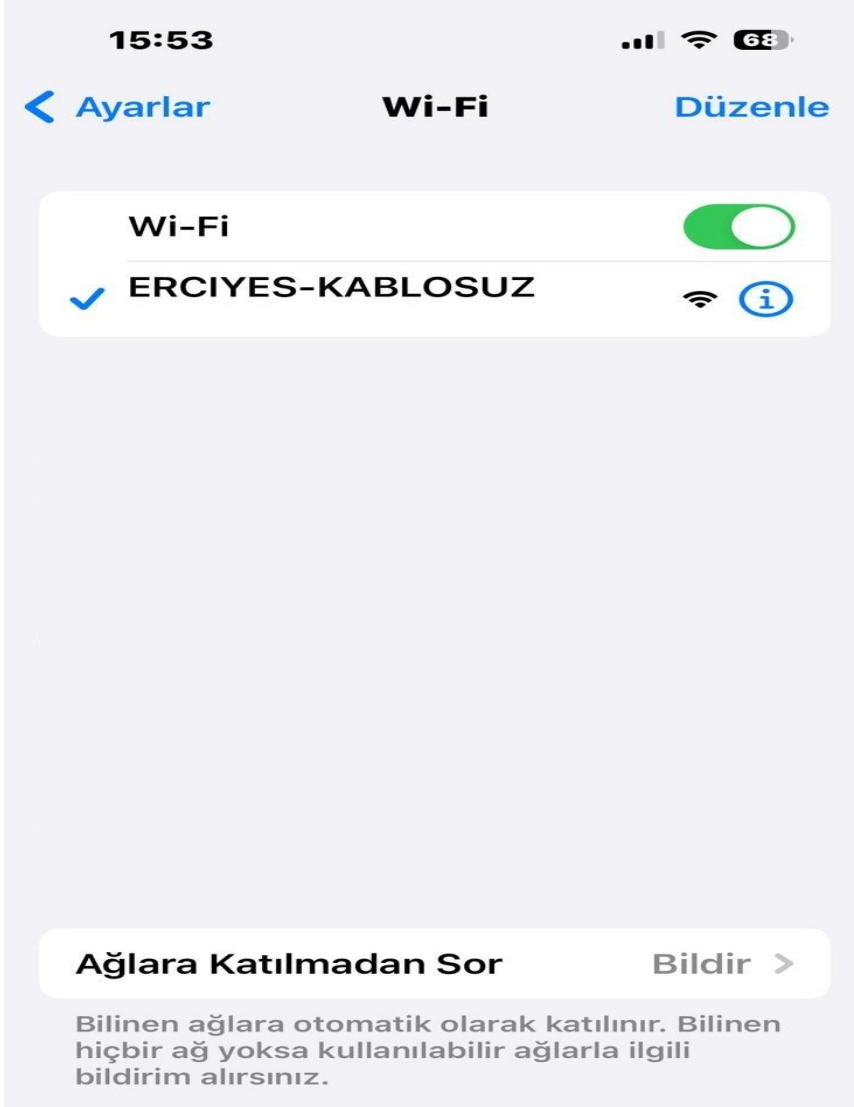 15:53
68
Ayarlar
Wi-Fi
Düzenle
Wi-Fi
ERCIYES-KABLOSUZ
Ağlara Katılmadan Sor
Bildir
Bilinen ağlara otomatik olarak katılınır. Bilinen
hiçbir ağ yoksa kullanılabilir ağlarla ilgili
bildirim alırsınız.